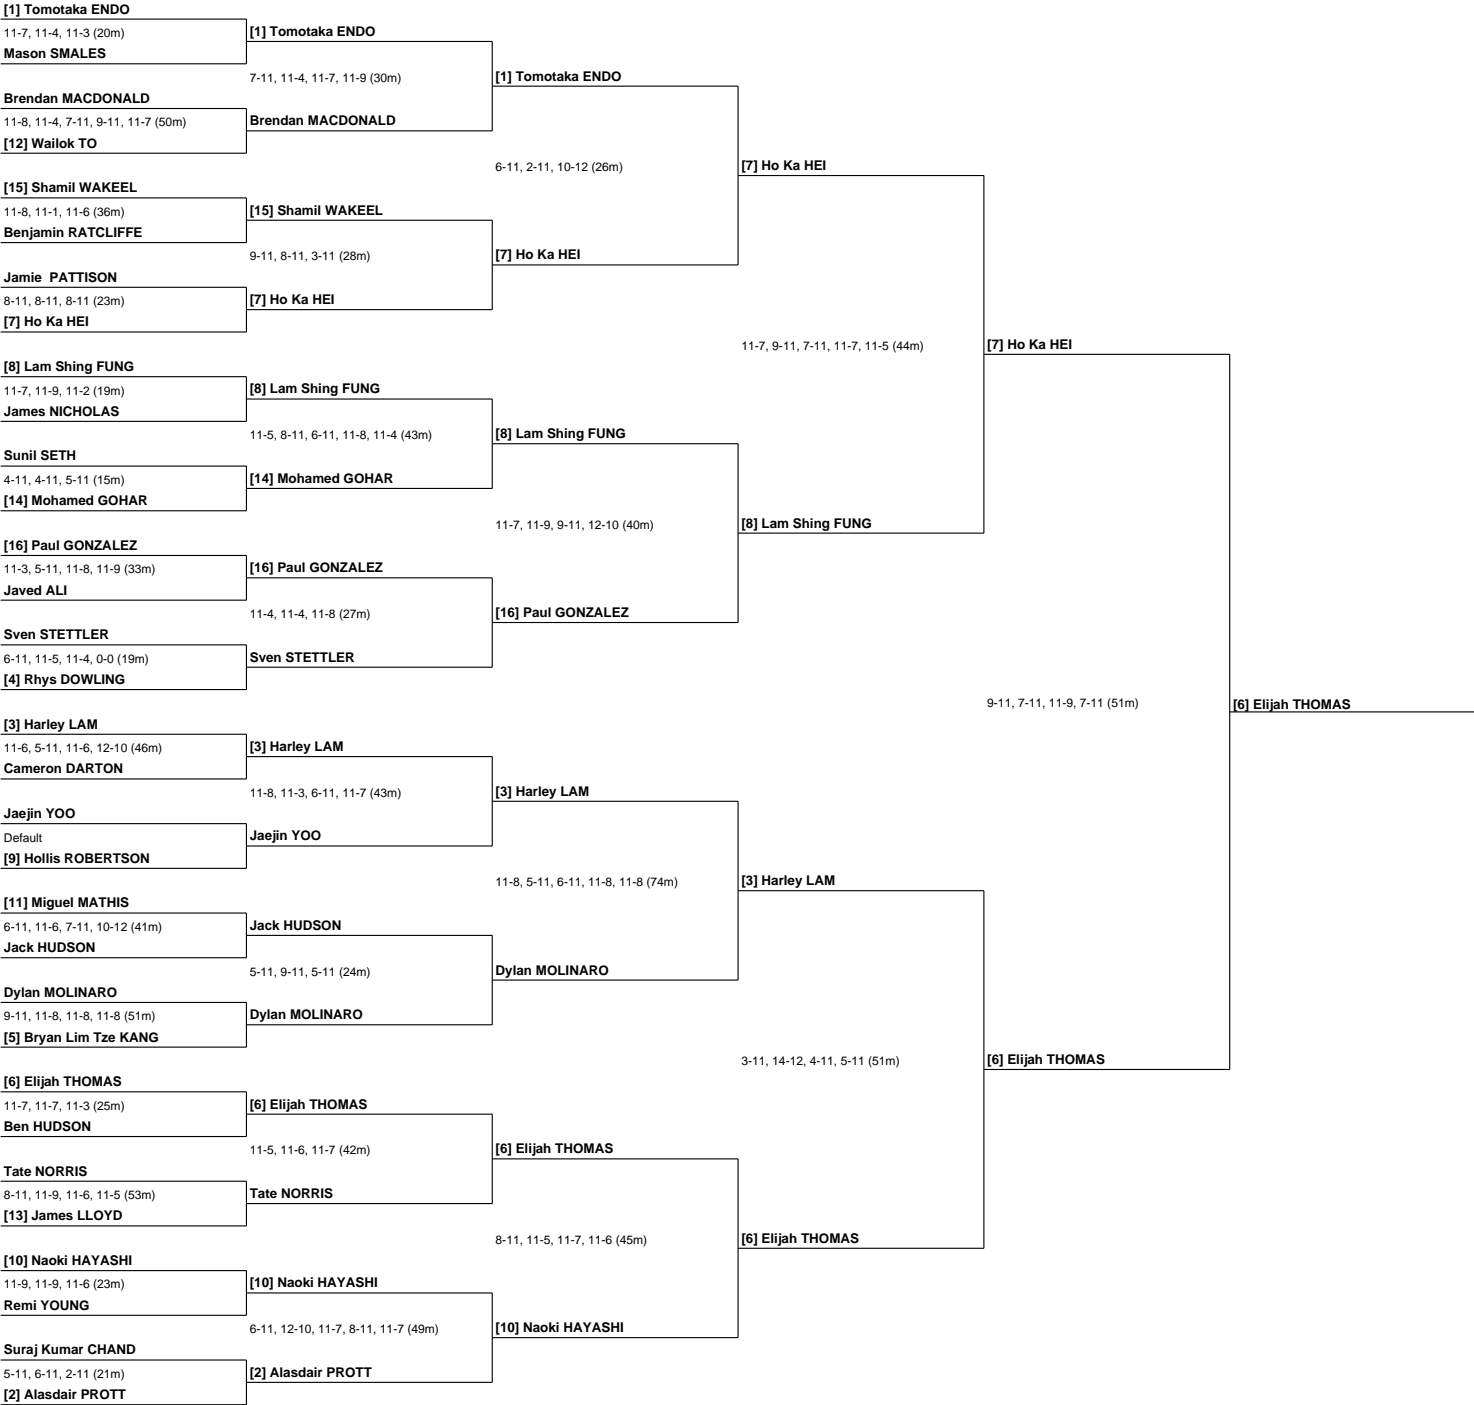 [1] Tomotaka ENDO
11-7, 11-4, 11-3 (20m)
[1] Tomotaka ENDO
Mason SMALES
7-11, 11-4, 11-7, 11-9 (30m)
[1] Tomotaka ENDO
Brendan MACDONALD
11-8, 11-4, 7-11, 9-11, 11-7 (50m)
Brendan MACDONALD
[12] Wailok TO
6-11, 2-11, 10-12 (26m)
[7] Ho Ka HEI
[15] Shamil WAKEEL
11-8, 11-1, 11-6 (36m)
[15] Shamil WAKEEL
Benjamin RATCLIFFE
9-11, 8-11, 3-11 (28m)
[7] Ho Ka HEI
Jamie  PATTISON
8-11, 8-11, 8-11 (23m)
[7] Ho Ka HEI
[7] Ho Ka HEI
11-7, 9-11, 7-11, 11-7, 11-5 (44m)
[7] Ho Ka HEI
[8] Lam Shing FUNG
11-7, 11-9, 11-2 (19m)
[8] Lam Shing FUNG
James NICHOLAS
11-5, 8-11, 6-11, 11-8, 11-4 (43m)
[8] Lam Shing FUNG
Sunil SETH
4-11, 4-11, 5-11 (15m)
[14] Mohamed GOHAR
[14] Mohamed GOHAR
11-7, 11-9, 9-11, 12-10 (40m)
[8] Lam Shing FUNG
[16] Paul GONZALEZ
11-3, 5-11, 11-8, 11-9 (33m)
[16] Paul GONZALEZ
Javed ALI
11-4, 11-4, 11-8 (27m)
[16] Paul GONZALEZ
Sven STETTLER
6-11, 11-5, 11-4, 0-0 (19m)
Sven STETTLER
[4] Rhys DOWLING
9-11, 7-11, 11-9, 7-11 (51m)
[6] Elijah THOMAS
[3] Harley LAM
11-6, 5-11, 11-6, 12-10 (46m)
[3] Harley LAM
Cameron DARTON
11-8, 11-3, 6-11, 11-7 (43m)
[3] Harley LAM
Jaejin YOO
Default
Jaejin YOO
[9] Hollis ROBERTSON
11-8, 5-11, 6-11, 11-8, 11-8 (74m)
[3] Harley LAM
[11] Miguel MATHIS
6-11, 11-6, 7-11, 10-12 (41m)
Jack HUDSON
Jack HUDSON
5-11, 9-11, 5-11 (24m)
Dylan MOLINARO
Dylan MOLINARO
9-11, 11-8, 11-8, 11-8 (51m)
Dylan MOLINARO
[5] Bryan Lim Tze KANG
3-11, 14-12, 4-11, 5-11 (51m)
[6] Elijah THOMAS
[6] Elijah THOMAS
11-7, 11-7, 11-3 (25m)
[6] Elijah THOMAS
Ben HUDSON
11-5, 11-6, 11-7 (42m)
[6] Elijah THOMAS
Tate NORRIS
8-11, 11-9, 11-6, 11-5 (53m)
Tate NORRIS
[13] James LLOYD
8-11, 11-5, 11-7, 11-6 (45m)
[6] Elijah THOMAS
[10] Naoki HAYASHI
11-9, 11-9, 11-6 (23m)
[10] Naoki HAYASHI
Remi YOUNG
6-11, 12-10, 11-7, 8-11, 11-7 (49m)
[10] Naoki HAYASHI
Suraj Kumar CHAND
5-11, 6-11, 2-11 (21m)
[2] Alasdair PROTT
[2] Alasdair PROTT